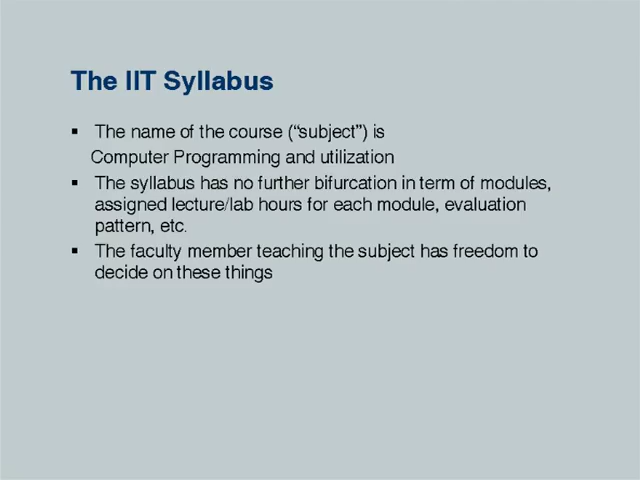 The IIT Syllabus
▪ The name of the course (“subject”) is
Computer Programming and utilization
▪ The syllabus has no further bifurcation in term of modules,
assigned lecture/lab hours for each module, evaluation
pattern, etc.
▪ The faculty member teaching the subject has freedom to
decide on these things